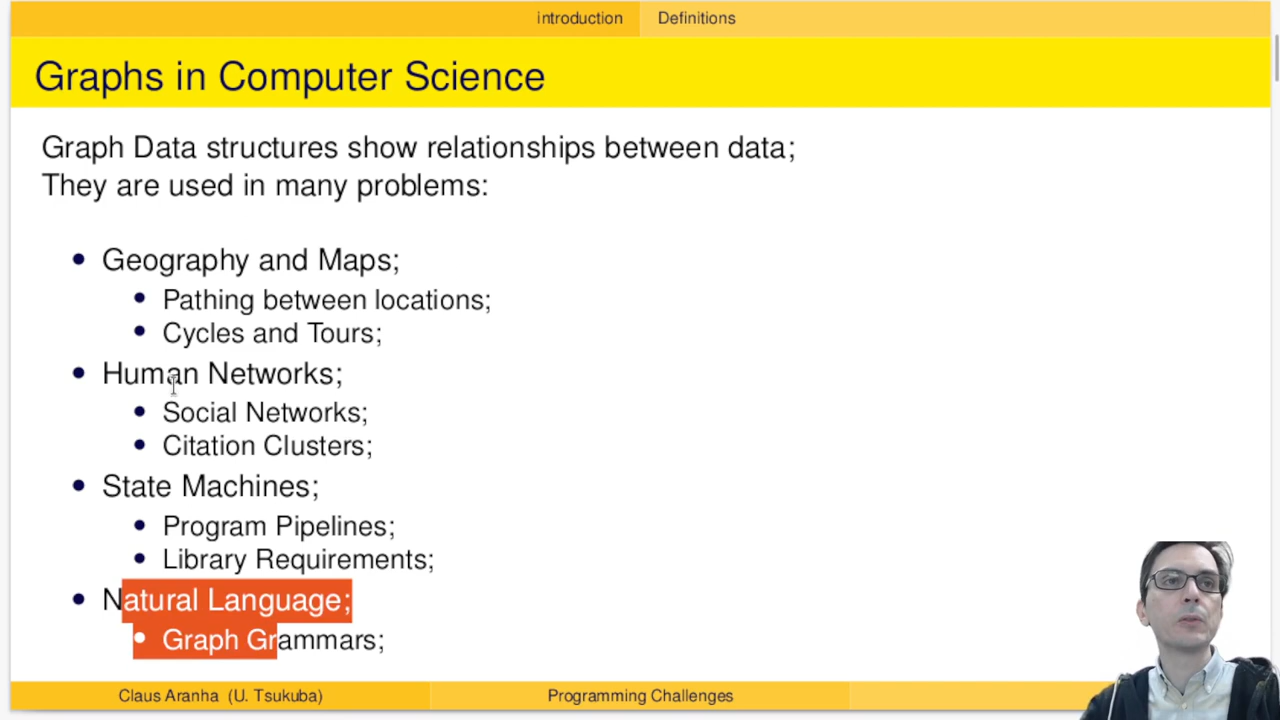 introduction Definitions
Graphs in Computer Science
Graph Data structures show relationships between data;
They are used in many problems:
Geography and Maps;
Pathing between locations;
Cycles and Tours;
Human Networks;
Social Networks;
Citation Clusters;
State Machines;
Program Pipelines;
Library Requirements;
Natural Language;
Graph Grammars;
Claus Aranha (U. Tsukuba) Programming Challenges